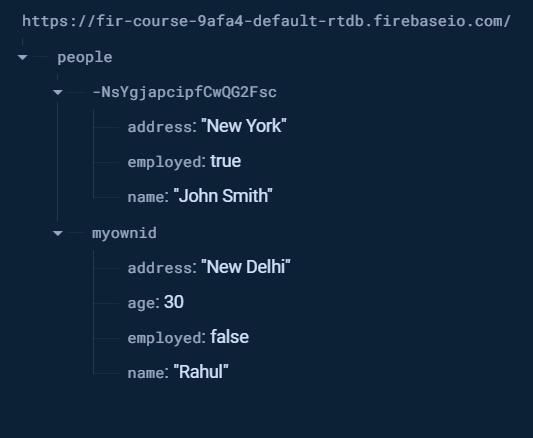 https://fir-course-9afa4-default-rtdb.firebaseio.com/
people
-NsYgjapcipfCwQG2Fsc
address: "New York"
employed: true
name: "John Smith"
myownid
address: "New Delhi"
age: 30
employed: false
name: "Rahul"